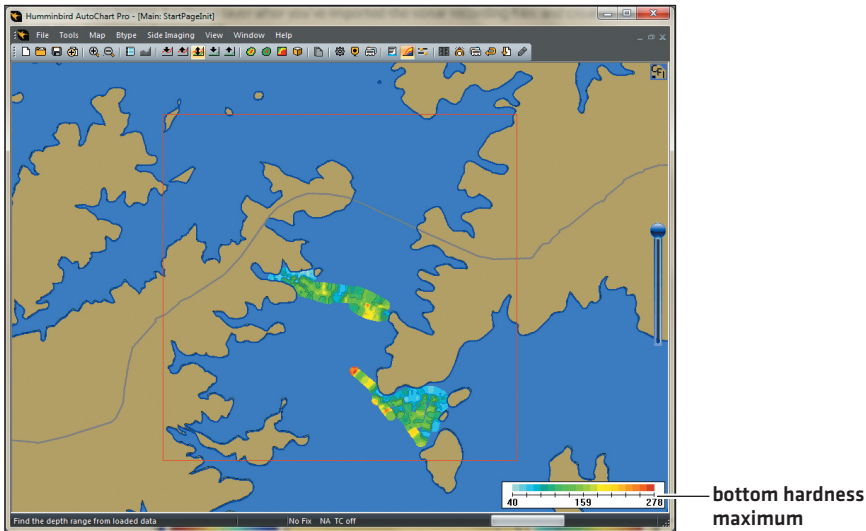 Humminbird AutoChart Pro - [Main: StartPageInit]
File Tools Map Btype Side Imaging View Window Help
CFI
40 159 278
bottom hardness
maximum
Find the depth range from loaded data
No Fix NA TC off